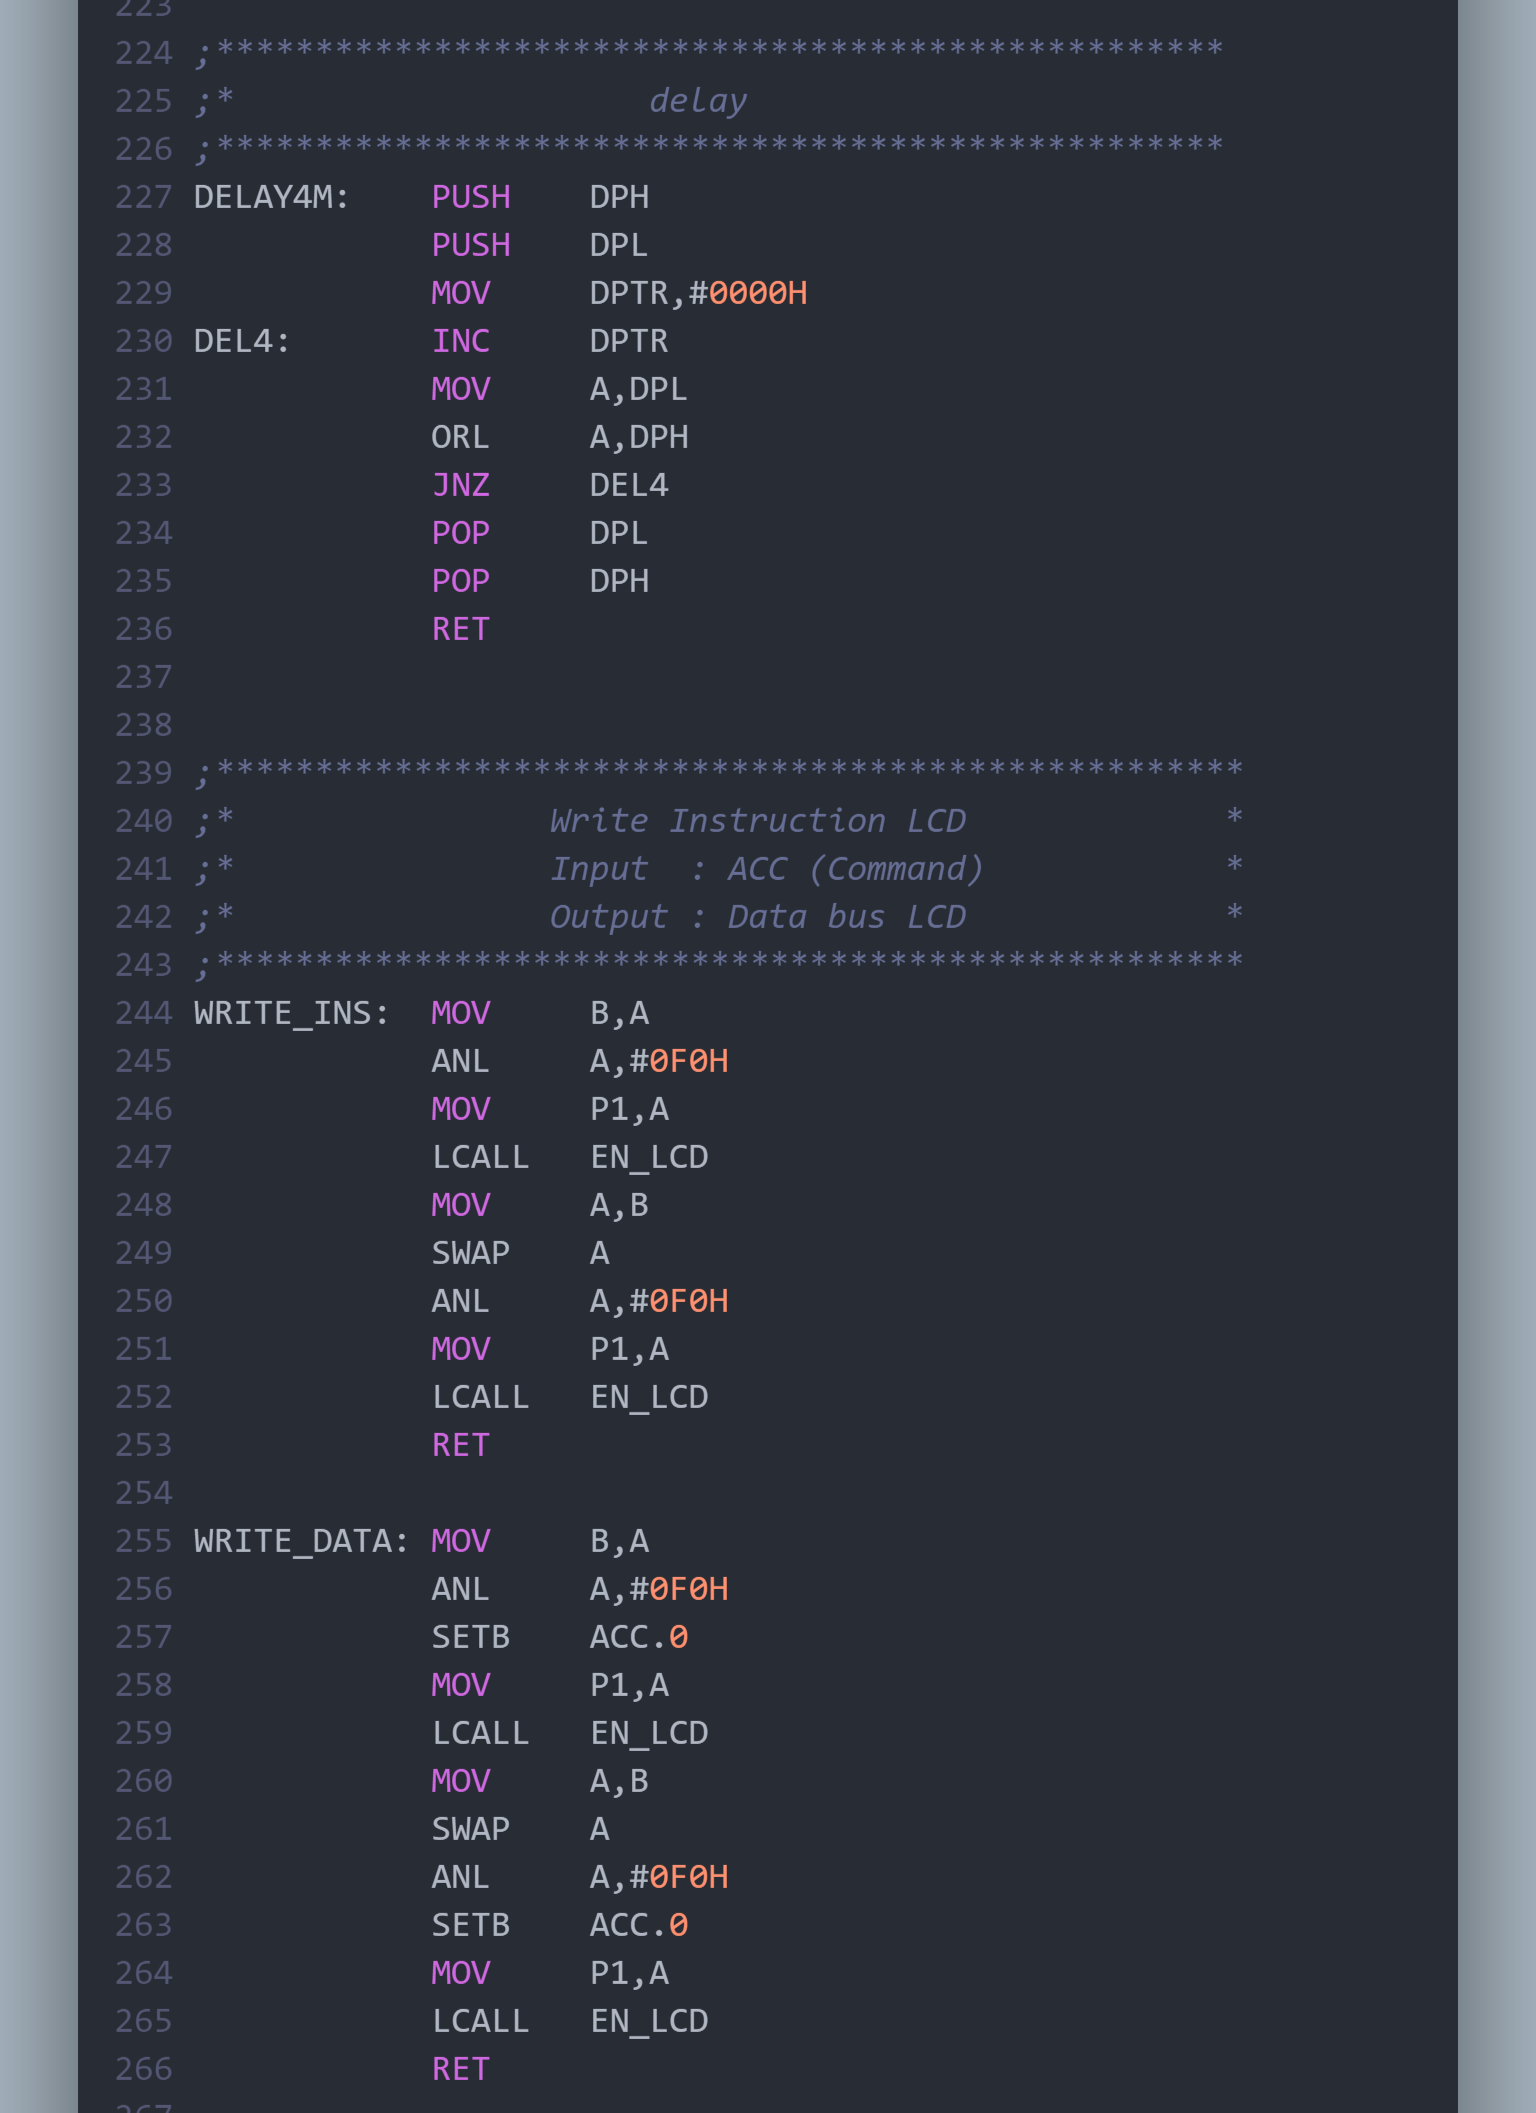 223
224 ;***************************************************
225 ;*                     delay
226 ;***************************************************
227 DELAY4M:    PUSH    DPH
228             PUSH    DPL
229             MOV     DPTR,#0000H
230 DEL4:       INC     DPTR
231             MOV     A,DPL
232             ORL     A,DPH
233             JNZ     DEL4
234             POP     DPL
235             POP     DPH
236             RET
237
238
239 ;****************************************************
240 ;*                Write Instruction LCD             *
241 ;*                Input  : ACC (Command)            *
242 ;*                Output : Data bus LCD             *
243 ;****************************************************
244 WRITE_INS:  MOV     B,A
245             ANL     A,#0F0H
246             MOV     P1,A
247             LCALL   EN_LCD
248             MOV     A,B
249             SWAP    A
250             ANL     A,#0F0H
251             MOV     P1,A
252             LCALL   EN_LCD
253             RET
254
255 WRITE_DATA: MOV     B,A
256             ANL     A,#0F0H
257             SETB    ACC.0
258             MOV     P1,A
259             LCALL   EN_LCD
260             MOV     A,B
261             SWAP    A
262             ANL     A,#0F0H
263             SETB    ACC.0
264             MOV     P1,A
265             LCALL   EN_LCD
266             RET
267